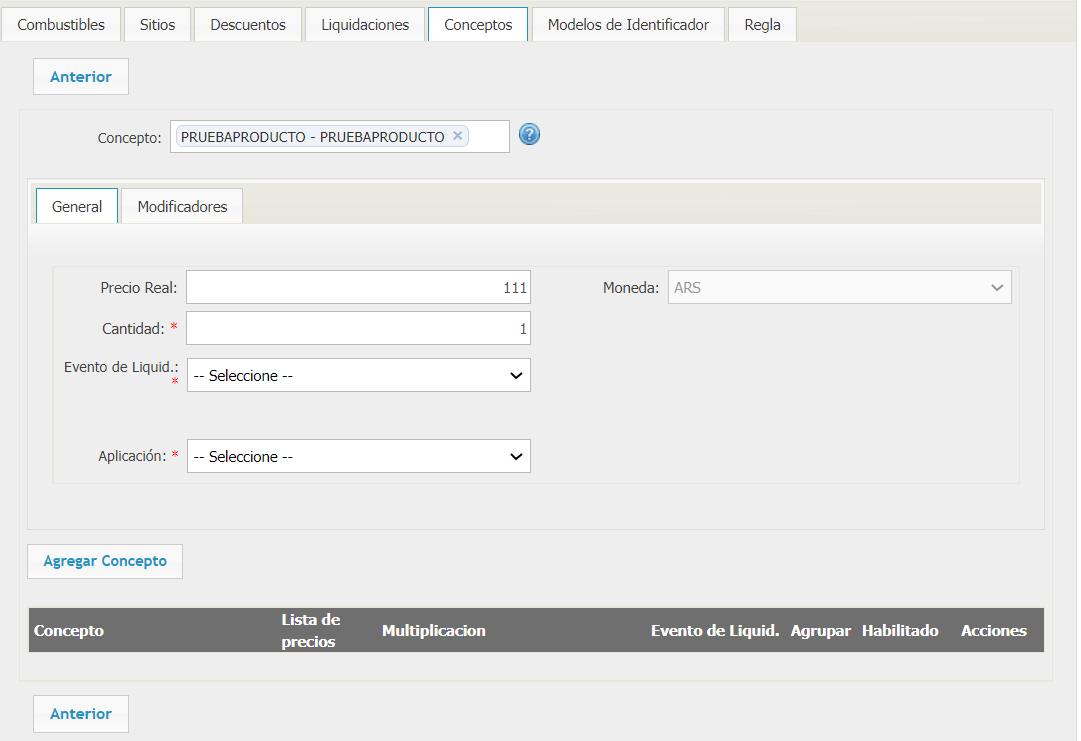 Combustibles Sitios Descuentos Liquidaciones Conceptos Modelos de Identificador Regla
Anterior
Concepto: PRUEBAPRODUCTO - PRUEBAPRODUCTO × ?
General Modificadores
Precio Real: 111 Moneda: ARS
Cantidad: * 1
Evento de Liquid.: * -- Seleccione --
Aplicación: * -- Seleccione --
Agregar Concepto
Concepto Lista de precios Multiplicacion Evento de Liquid. Agrupar Habilitado Acciones
Anterior